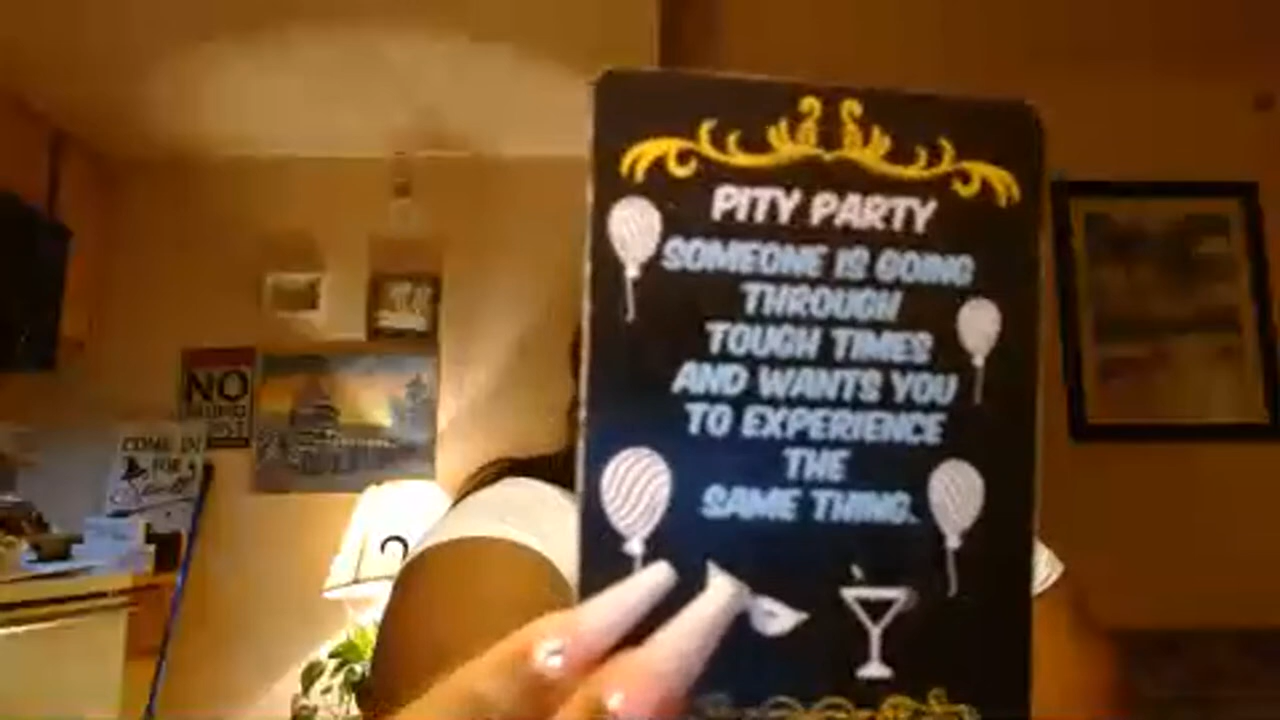 PITY PARTY
SOMEONE IS GOING
THROUGH
TOUGH TIMES
AND WANTS YOU
TO EXPERIENCE
THE
SAME THING.
NO
COME IN
FOR A